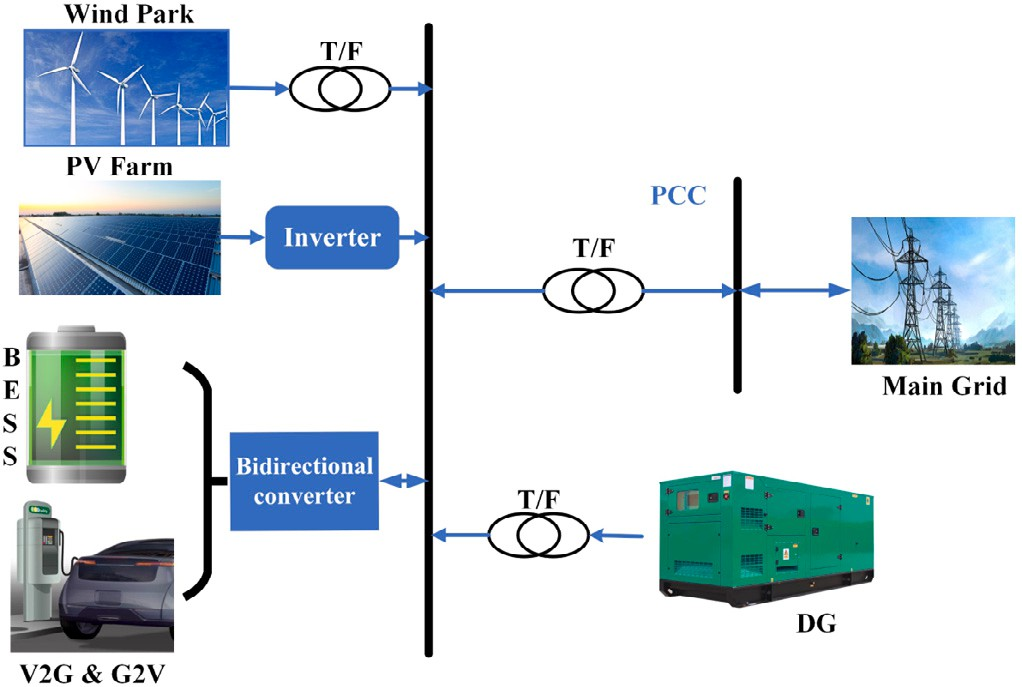 Wind Park
T/F
PV Farm
Inverter
PCC
T/F
Main Grid
B
E
S
S
Bidirectional
converter
T/F
DG
V2G & G2V